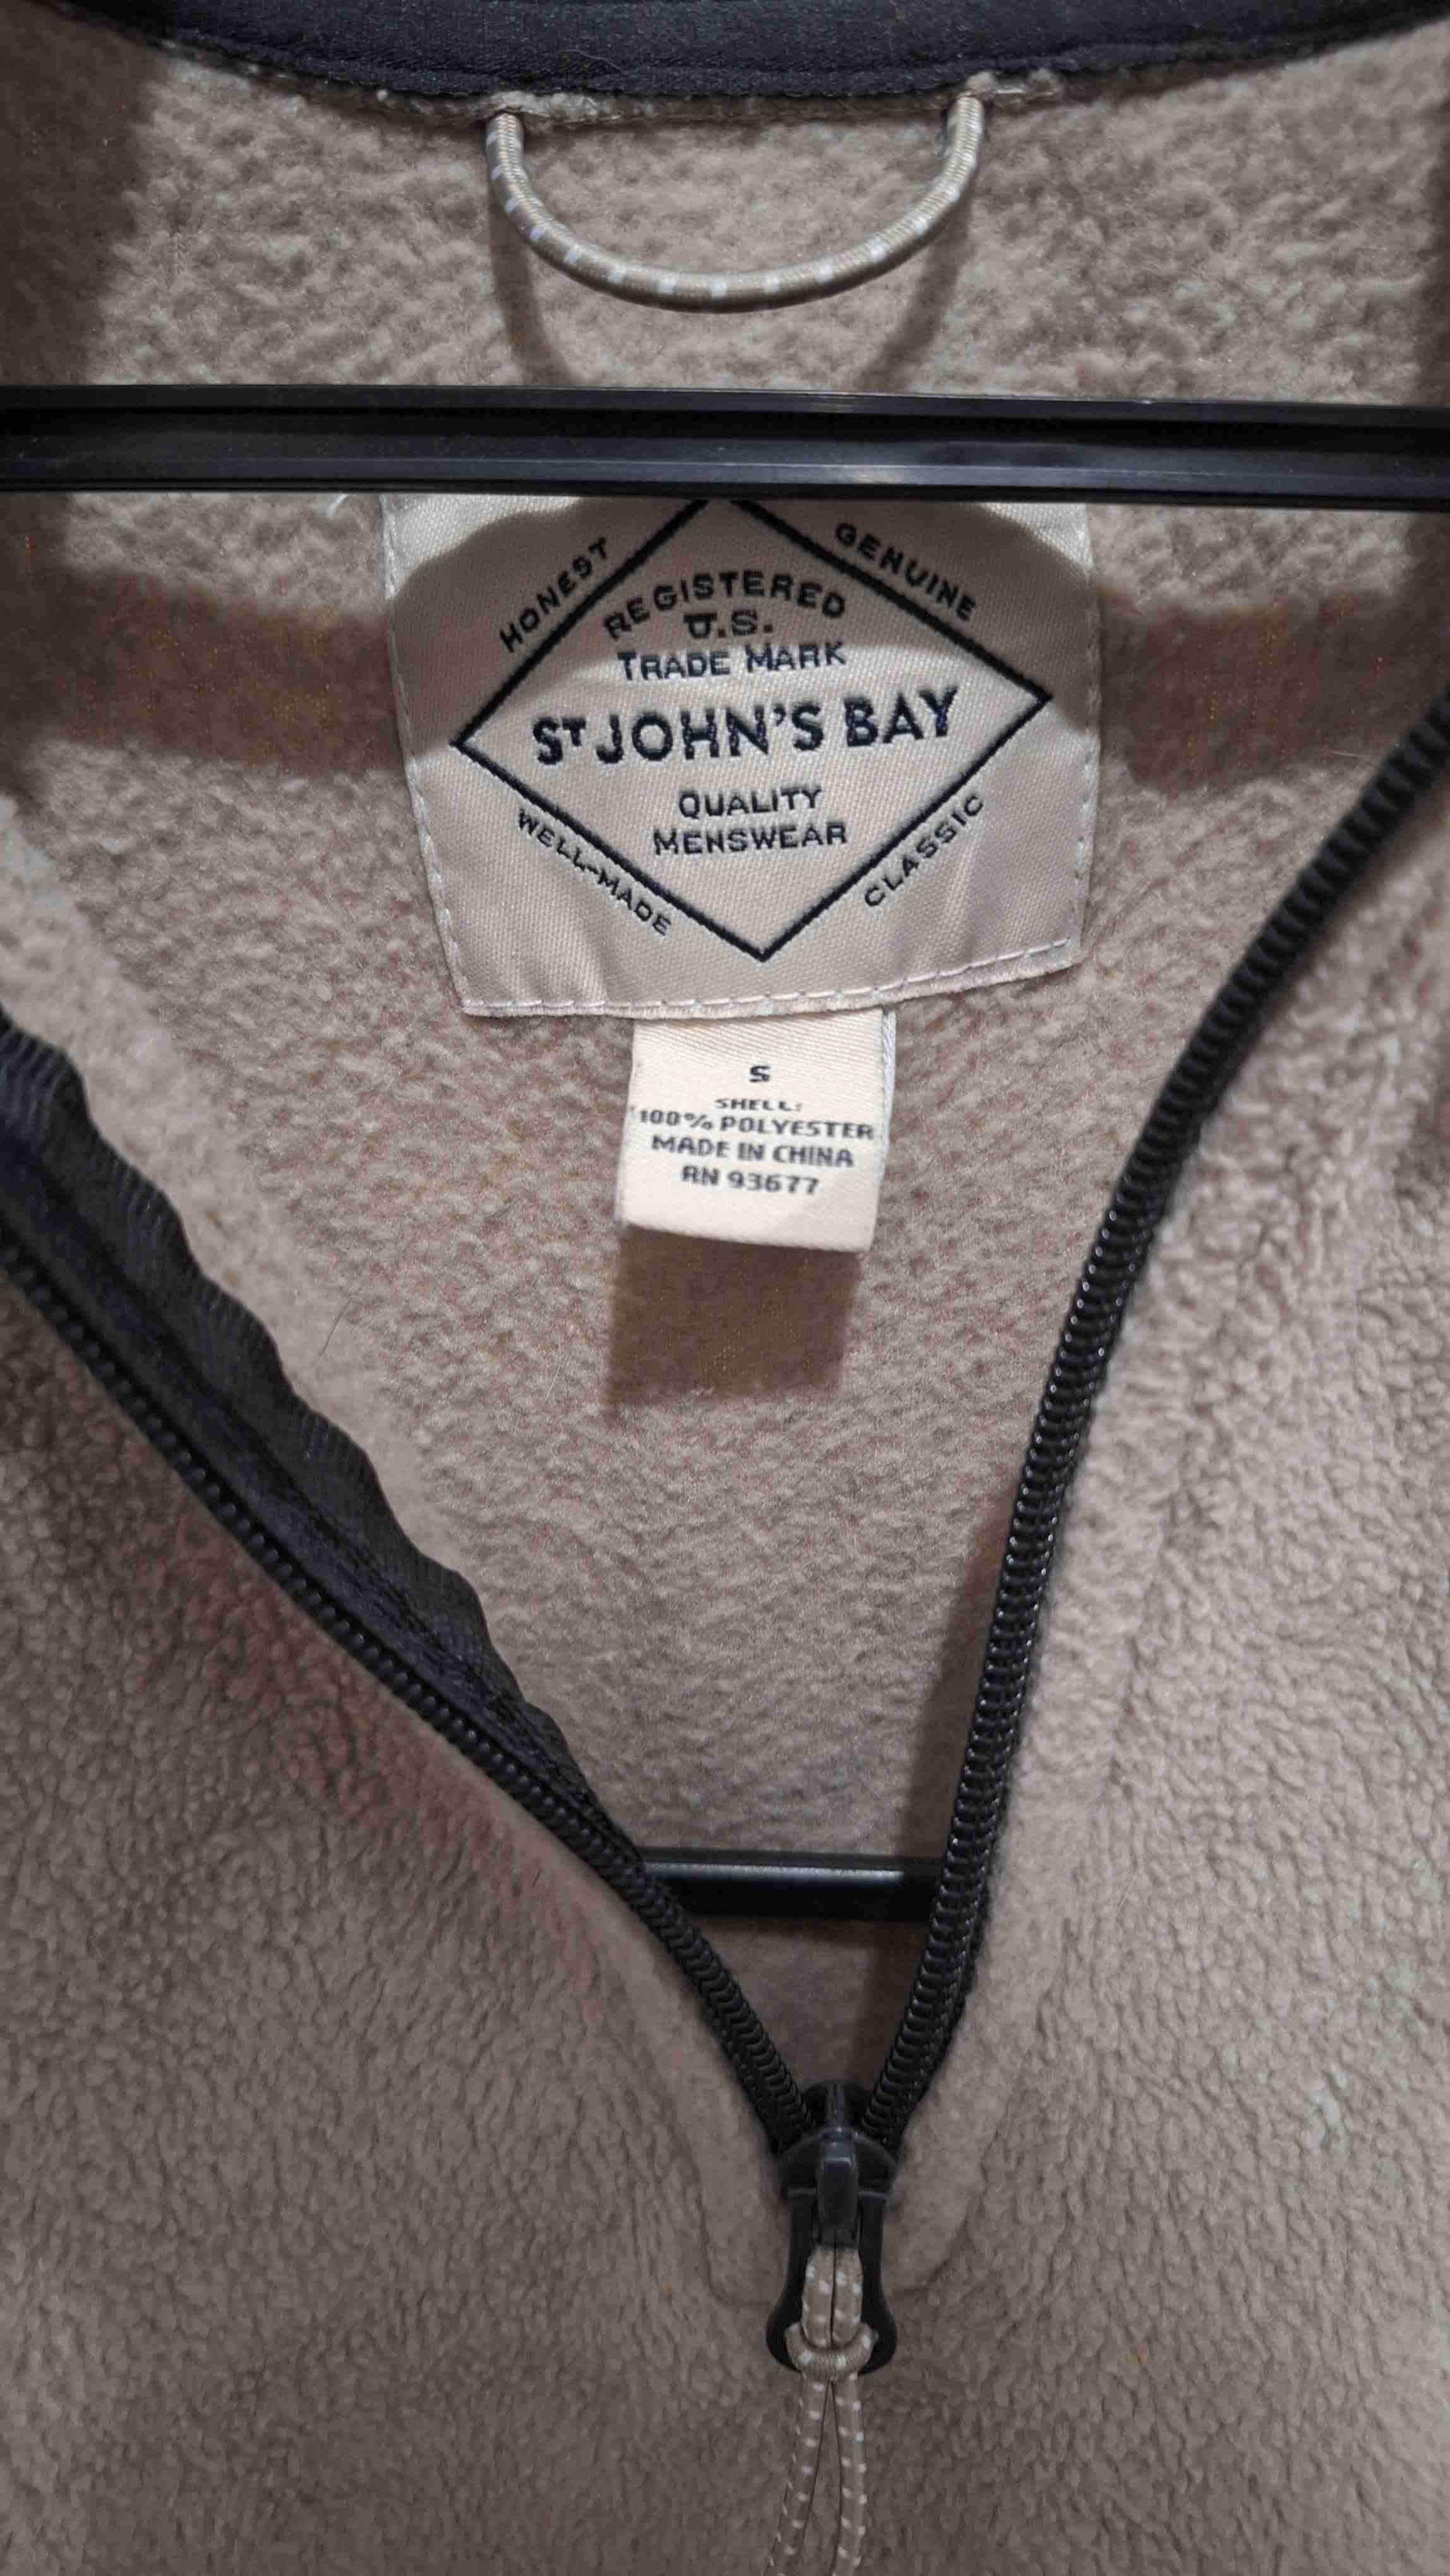 HONEST
GENUINE
REGISTERED
U.S.
TRADE MARK
ST JOHN'S BAY
QUALITY
MENSWEAR
WELL-MADE
CLASSIC
S
SHELL:
100% POLYESTER
MADE IN CHINA
RN 93677